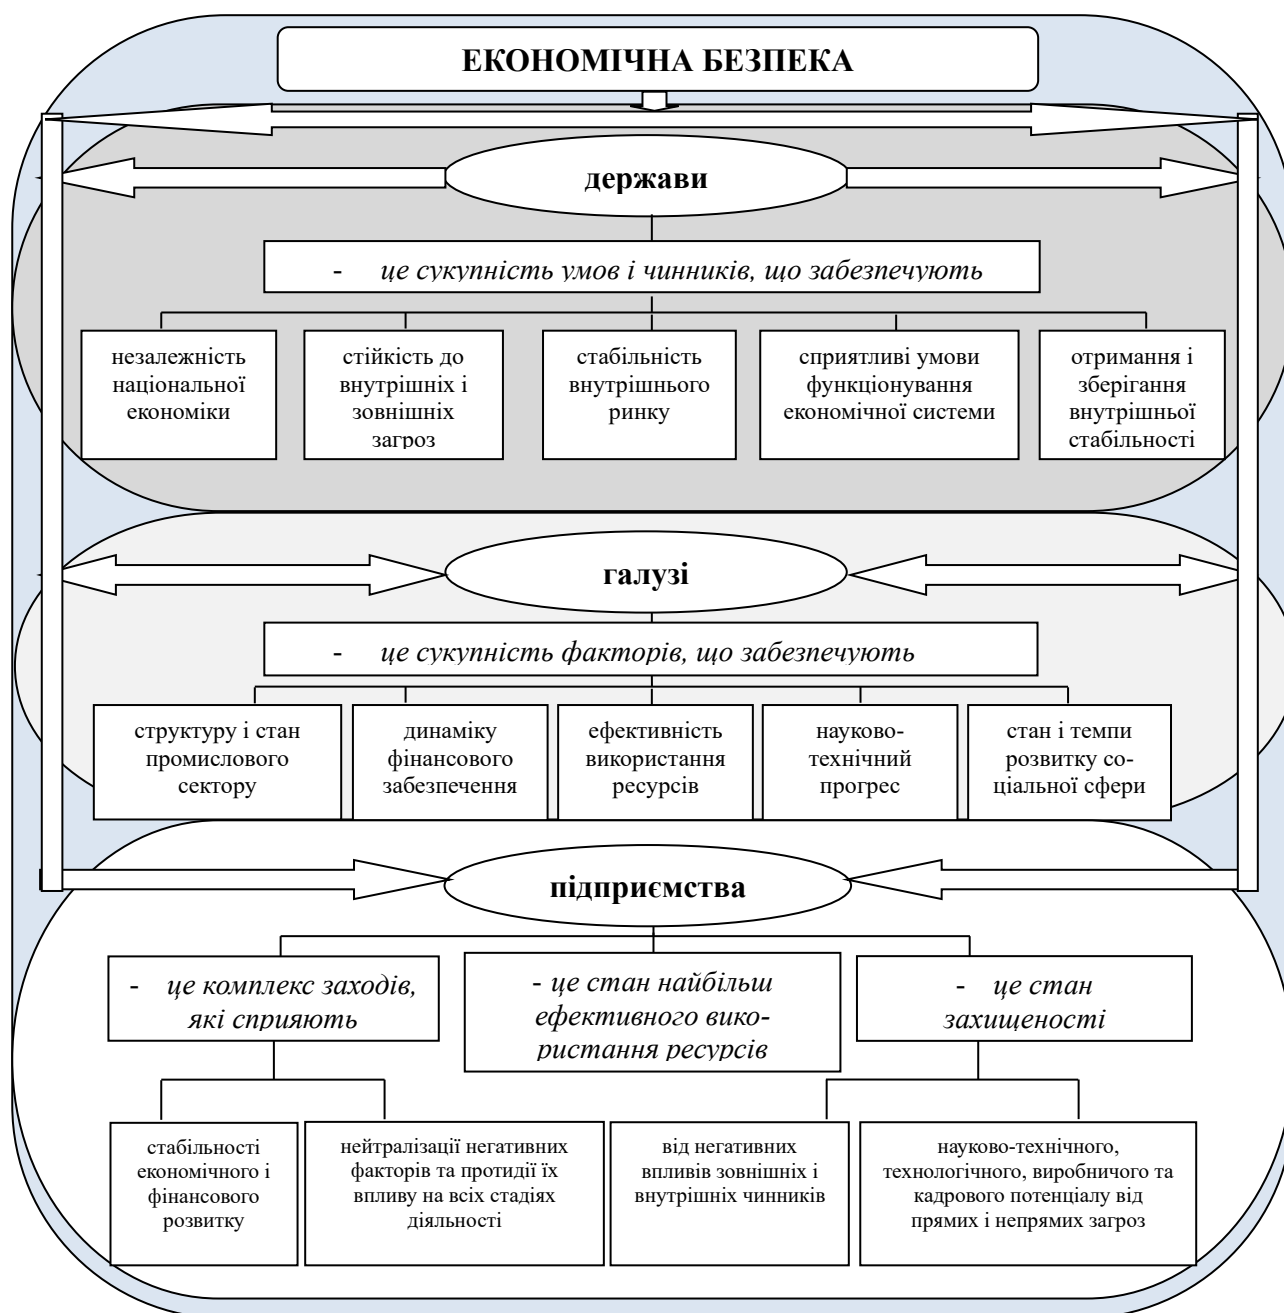 ЕКОНОМІЧНА БЕЗПЕКА
держави
- це сукупність умов і чинників, що забезпечують
незалежність
національної
економіки
стійкість до
внутрішніх і
зовнішніх
загроз
стабільність
внутрішнього
ринку
сприятливі умови
функціонування
економічної системи
отримання і
зберігання
внутрішньої
стабільності
галузі
- це сукупність факторів, що забезпечують
структуру і стан
промислового
сектору
динаміку
фінансового
забезпечення
ефективність
використання
ресурсів
науково-
технічний
прогрес
стан і темпи
розвитку со-
ціальної сфери
підприємства
- це комплекс заходів,
які сприяють
- це стан найбільш
ефективного вико-
ристання ресурсів
- це стан
захищеності
стабільності
економічного і
фінансового
розвитку
нейтралізації негативних
факторів та протидії їх
впливу на всіх стадіях
діяльності
від негативних
впливів зовнішніх і
внутрішніх чинників
науково-технічного,
технологічного, виробничого та
кадрового потенціалу від
прямих і непрямих загроз